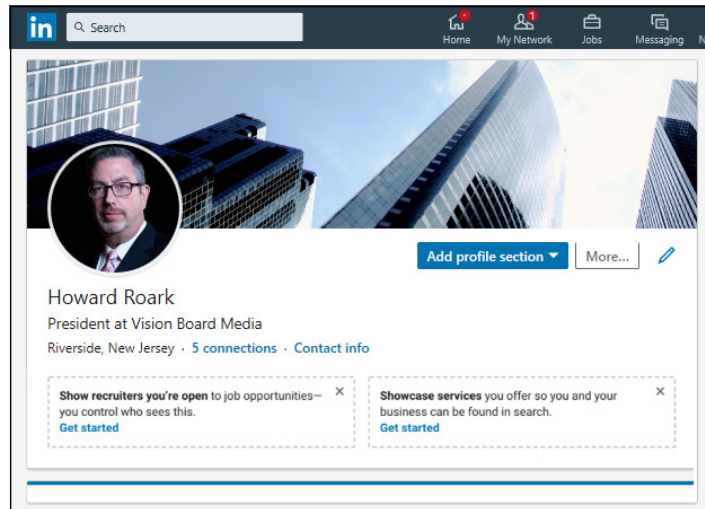 in
Search
Home
My Network
1
Jobs
Messaging
N
Add profile section
More...
Howard Roark
President at Vision Board Media
Riverside, New Jersey · 5 connections · Contact info
Show recruiters you're open to job opportunities—
you control who sees this.
Get started
Showcase services you offer so you and your
business can be found in search.
Get started